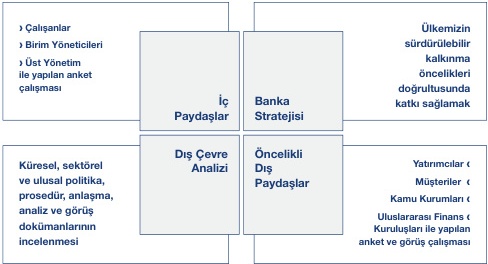 › Çalışanlar
› Birim Yöneticileri
› Üst Yönetim
ile yapılan anket
çalışması
İç
Paydaşlar
Banka
Stratejisi
Ülkemizin
sürdürülebilir
kalkınma
öncelikleri
doğrultusunda
katkı sağlamak
Küresel, sektörel
ve ulusal politika,
prosedür, anlaşma,
analiz ve görüş
dokümanlarının
incelenmesi
Dış Çevre
Analizi
Öncelikli
Dış
Paydaşlar
Yatırımcılar ‹
Müşteriler ‹
Kamu Kurumları ‹
Uluslararası Finans ‹
Kuruluşları ile yapılan
anket ve görüş çalışması